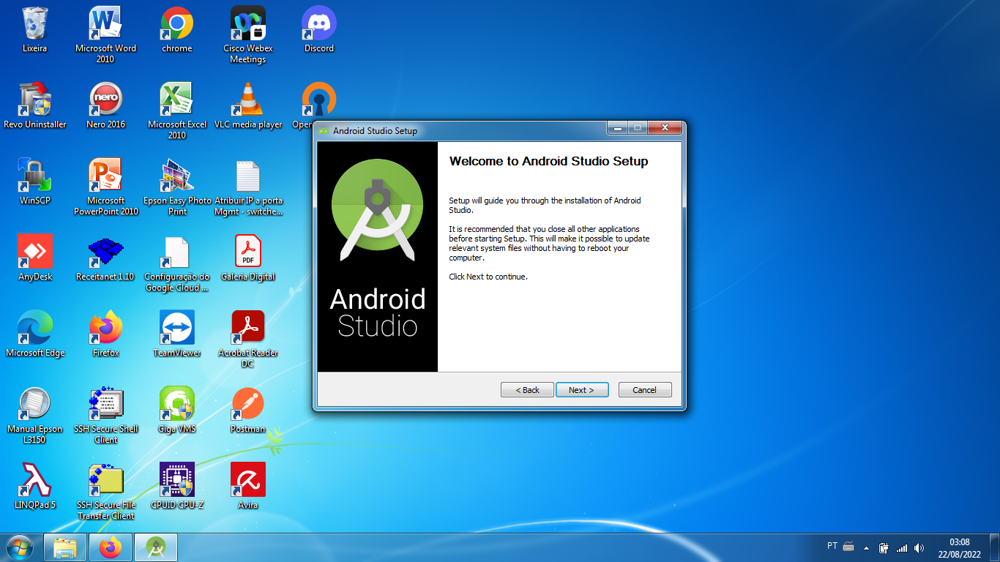 Lixeira
Microsoft Word
2010
chrome
Cisco Webex
Meetings
Discord
Revo Uninstaller
nero
Nero 2016
Microsoft Excel
2010
VLC media player
WinSCP
Microsoft
PowerPoint 2010
Epson Easy Photo
Print
Atribuir IP a porta
Mgmt - switche...
AnyDesk
Receitanet 1.10
Configuração do
Google Cloud ...
PDF
Galeria Digital
Microsoft Edge
Firefox
TeamViewer
Acrobat Reader
DC
Manual Epson
L3150
SSH Secure Shell
Client
Giga VMS
Postman
LINQPad 5
SSH Secure File
Transfer Client
CPUID CPU-Z
Avira
Android Studio Setup
Android
Studio
Welcome to Android Studio Setup
Setup will guide you through the installation of Android
Studio.
It is recommended that you close all other applications
before starting Setup. This will make it possible to update
relevant system files without having to reboot your
computer.
Click Next to continue.
< Back
Next >
Cancel
PT
03:08
22/08/2022